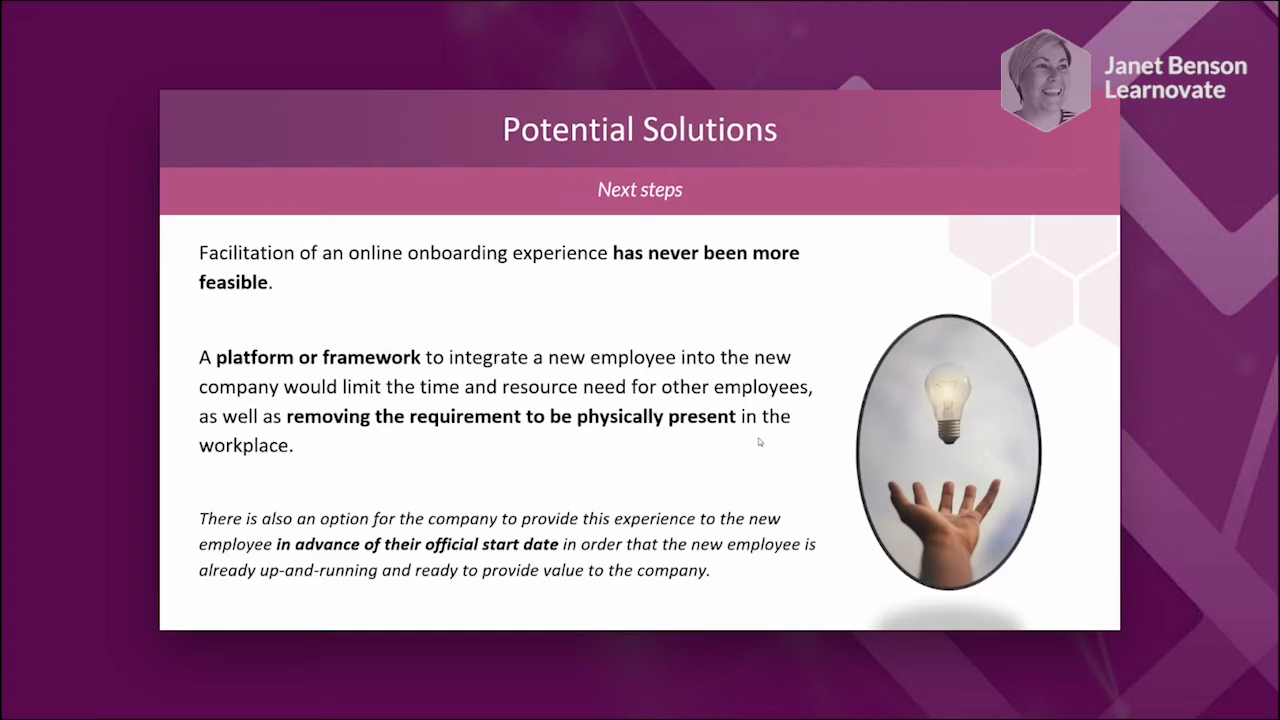 Janet Benson
Learnovate
Potential Solutions
Next steps
Facilitation of an online onboarding experience has never been more
feasible.
A platform or framework to integrate a new employee into the new
company would limit the time and resource need for other employees,
as well as removing the requirement to be physically present in the
workplace.
There is also an option for the company to provide this experience to the new
employee in advance of their official start date in order that the new employee is
already up-and-running and ready to provide value to the company.